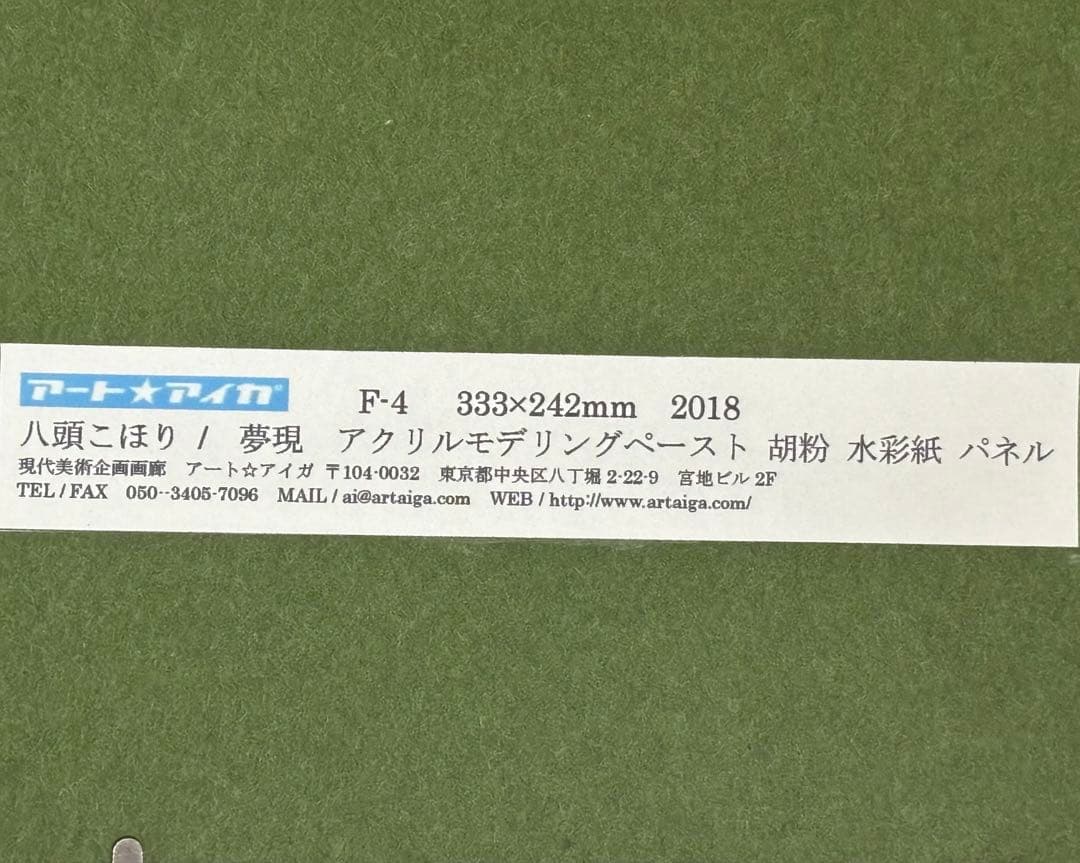 アート★アイガ F-4 333×242mm 2018
八頭こほり / 夢現 アクリルモデリングペースト 胡粉 水彩紙 パネル
現代美術企画画廊 アート☆アイガ 〒104-0032 東京都中央区八丁堀 2-22-9 宮地ビル 2F
TEL / FAX 050--3405-7096 MAIL / ai@artaiga.com WEB / http://www.artaiga.com/